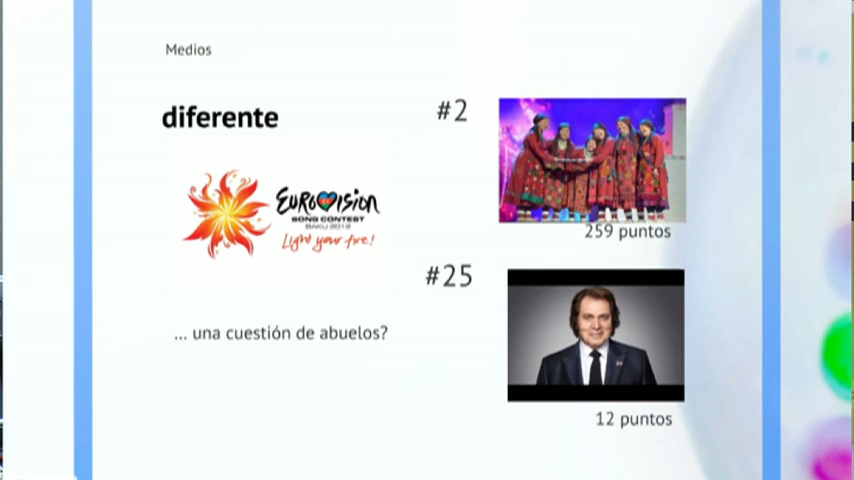 Medios
diferente
#2
EUROVISION
SONG CONTEST
BAKU 2012
Light your fire!
259 puntos
#25
... una cuestión de abuelos?
12 puntos